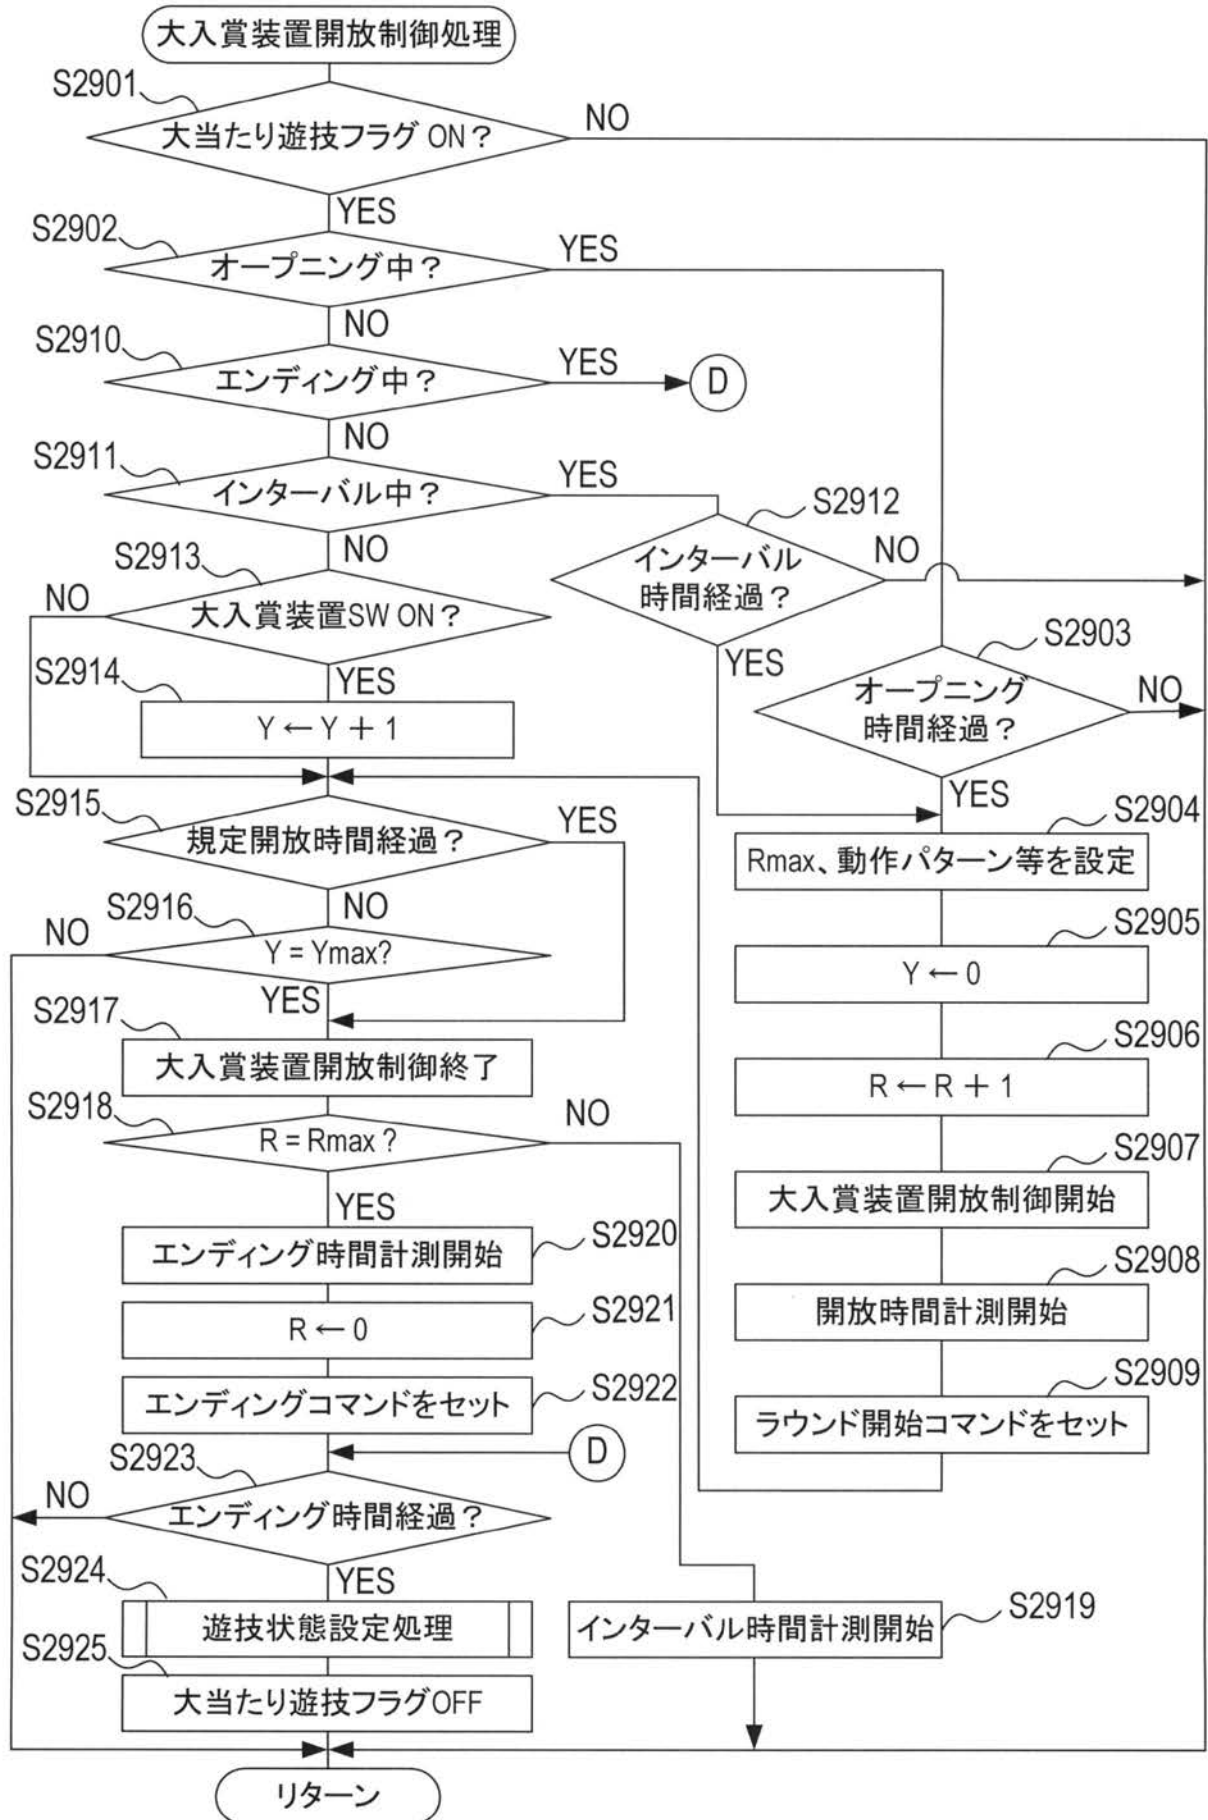 大入賞装置開放制御処理
S2901
大当たり遊技フラグ ON？
NO
YES
S2902
オープニング中？
YES
NO
S2910
エンディング中？
YES
D
NO
S2911
インターバル中？
YES
NO
S2912
インターバル
時間経過？
NO
YES
S2913
大入賞装置SW ON？
NO
YES
S2903
オープニング
時間経過？
NO
YES
S2914
Y ← Y + 1
S2915
規定開放時間経過？
YES
NO
S2904
Rmax、動作パターン等を設定
S2916
Y = Ymax?
NO
YES
S2905
Y ← 0
S2917
大入賞装置開放制御終了
S2906
R ← R + 1
S2918
R = Rmax ?
NO
YES
S2907
大入賞装置開放制御開始
S2920
エンディング時間計測開始
S2908
開放時間計測開始
S2921
R ← 0
S2922
エンディングコマンドをセット
S2909
ラウンド開始コマンドをセット
D
S2923
エンディング時間経過？
NO
YES
S2924
遊技状態設定処理
S2919
インターバル時間計測開始
S2925
大当たり遊技フラグOFF
リターン